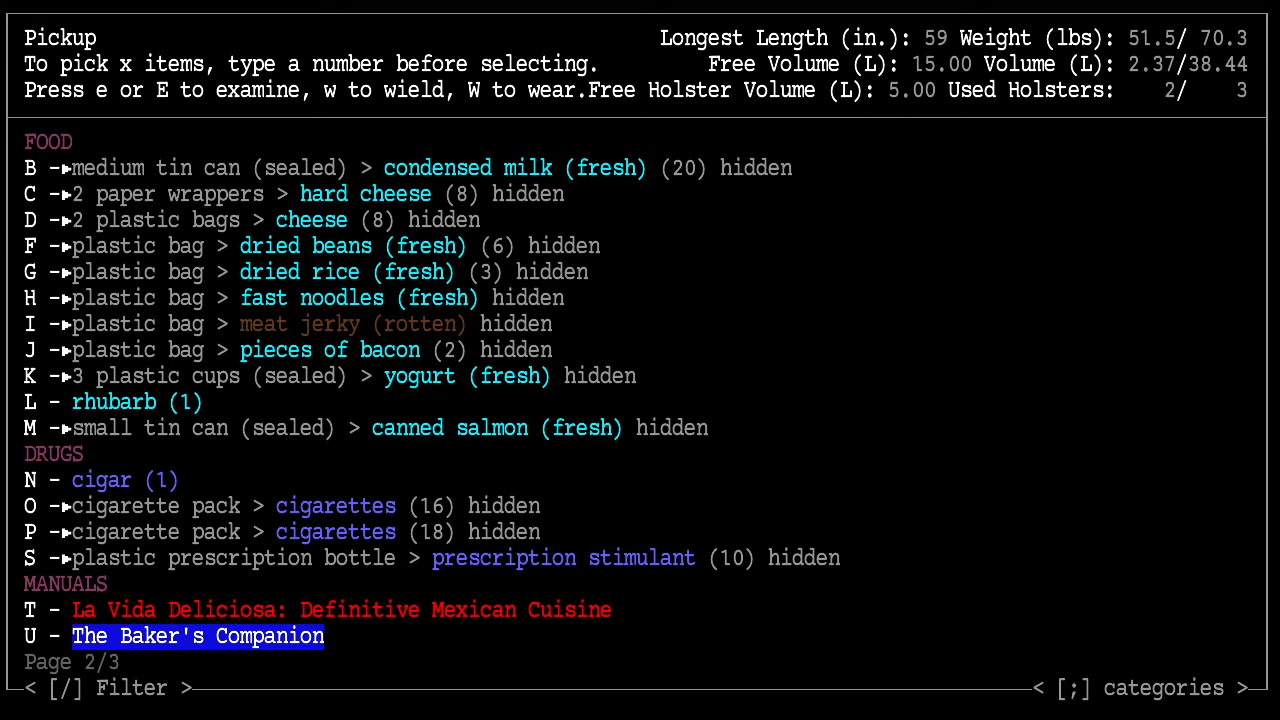 Pickup Longest Length (in.): 59 Weight (lbs): 51.5/ 70.3
To pick x items, type a number before selecting. Free Volume (L): 15.00 Volume (L): 2.37/38.44
Press e or E to examine, w to wield, W to wear.Free Holster Volume (L): 5.00 Used Holsters: 2/ 3
FOOD
B -▸medium tin can (sealed) > condensed milk (fresh) (20) hidden
C -▸2 paper wrappers > hard cheese (8) hidden
D -▸2 plastic bags > cheese (8) hidden
F -▸plastic bag > dried beans (fresh) (6) hidden
G -▸plastic bag > dried rice (fresh) (3) hidden
H -▸plastic bag > fast noodles (fresh) hidden
I -▸plastic bag > meat jerky (rotten) hidden
J -▸plastic bag > pieces of bacon (2) hidden
K -▸3 plastic cups (sealed) > yogurt (fresh) hidden
L - rhubarb (1)
M -▸small tin can (sealed) > canned salmon (fresh) hidden
DRUGS
N - cigar (1)
O -▸cigarette pack > cigarettes (16) hidden
P -▸cigarette pack > cigarettes (18) hidden
S -▸plastic prescription bottle > prescription stimulant (10) hidden
MANUALS
T - La Vida Deliciosa: Definitive Mexican Cuisine
U - The Baker's Companion
Page 2/3
< [/] Filter > < [;] categories >